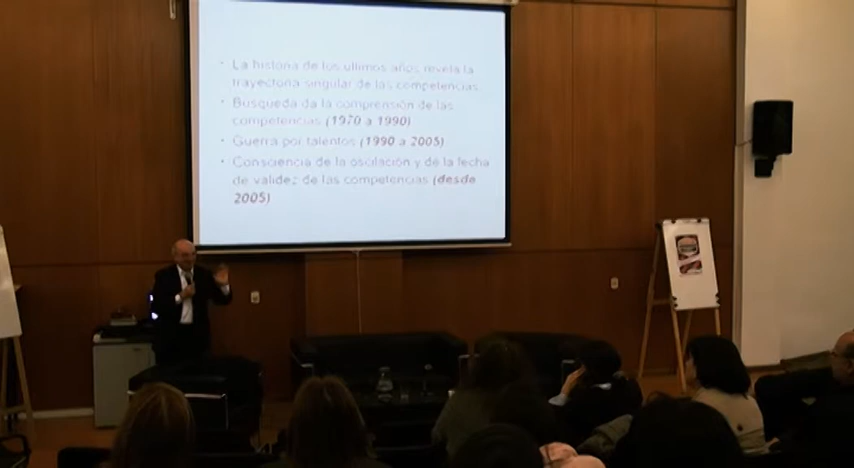 • La historia de los ultimos años revela la
trayectoria singular de las competencias.
• Busqueda da la comprensión de las
competencias (1970 a 1990)
• Guerra por talentos (1990 a 2005)
• Consciencia de la oscilación y de la fecha
de validez de las competencias (desde
2005)